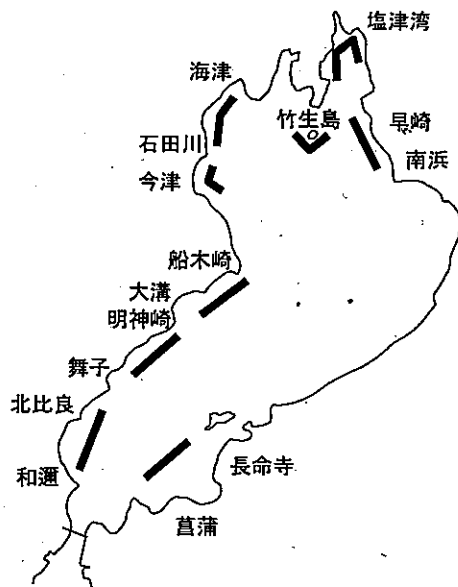 塩津湾
海津
竹生島
早崎
石田川
南浜
今津
船木崎
大溝
明神崎
舞子
北比良
和邇
長命寺
菖蒲